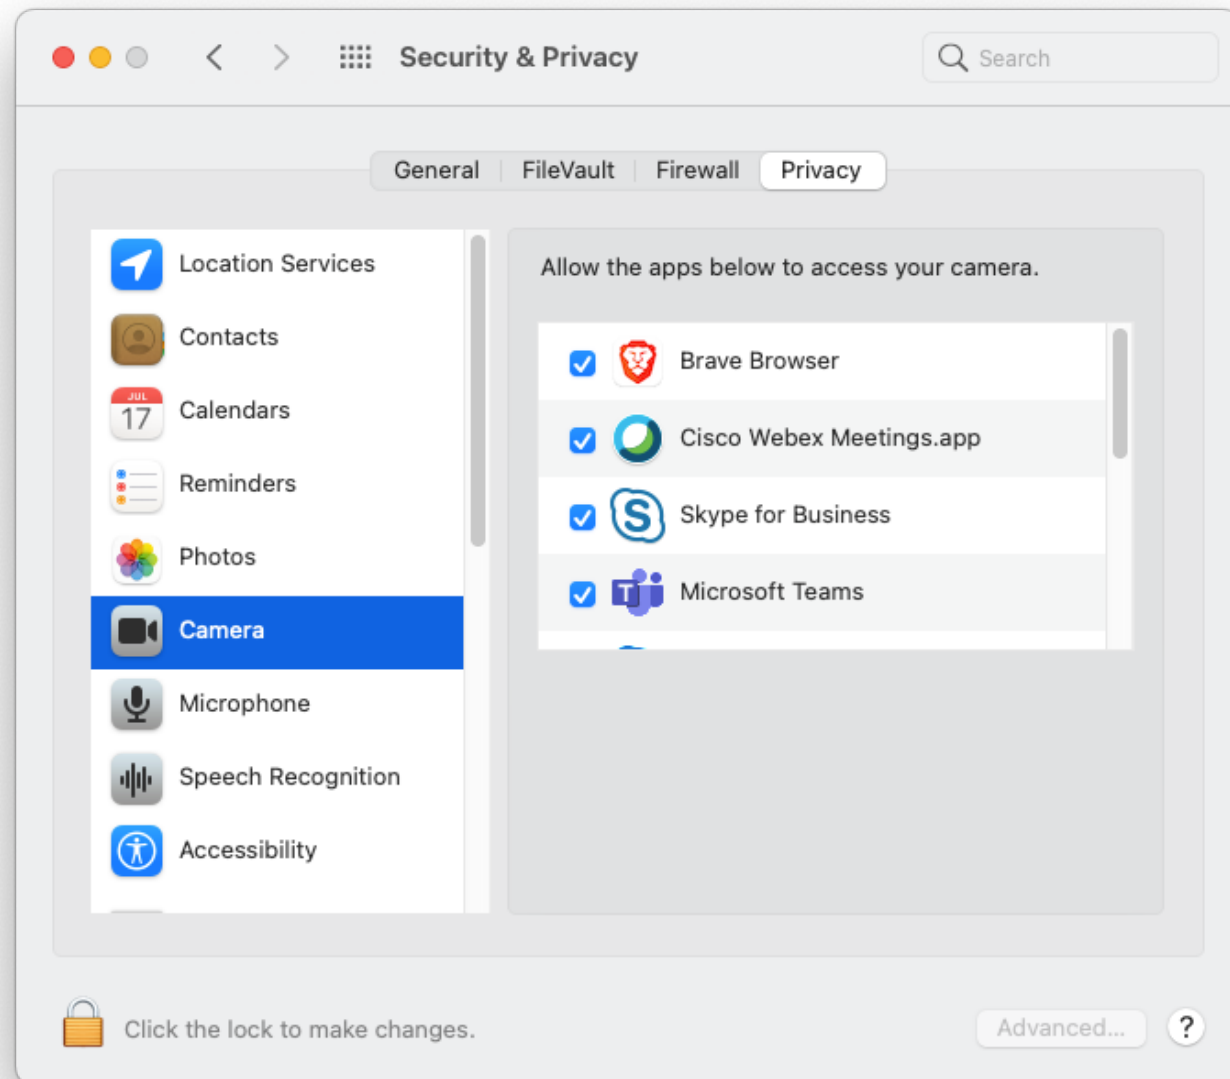 Security & Privacy
Search
General
FileVault
Firewall
Privacy
Location Services
Contacts
JUL
17
Calendars
Reminders
Photos
Camera
Microphone
Speech Recognition
Accessibility
Allow the apps below to access your camera.
Brave Browser
Cisco Webex Meetings.app
S
Skype for Business
T
Microsoft Teams
Click the lock to make changes.
Advanced...
?